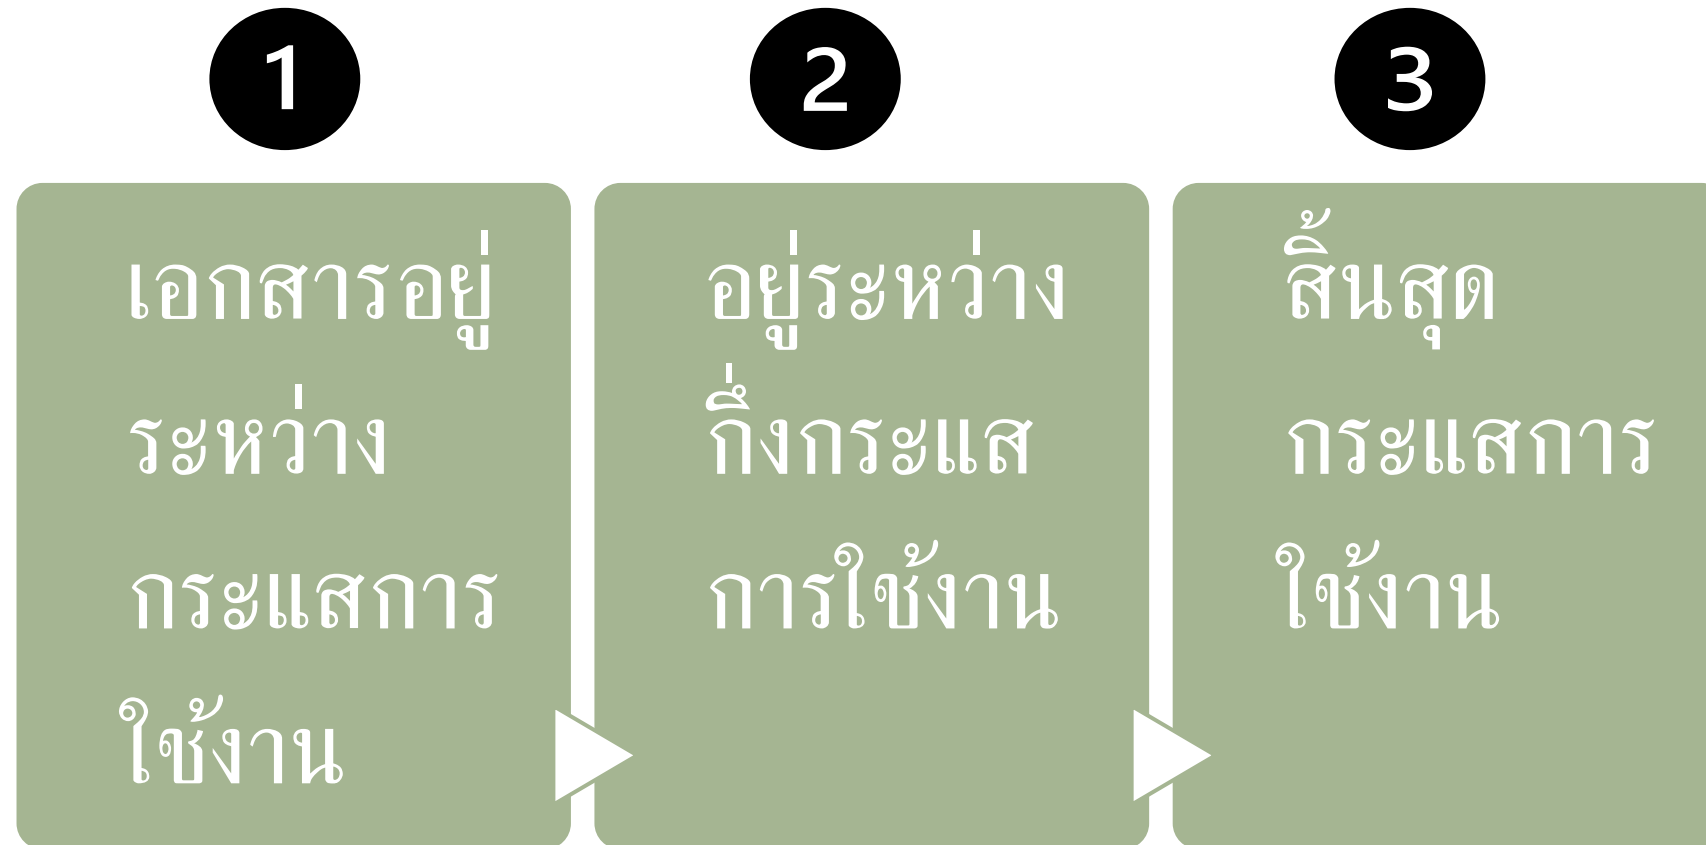 1
เอกสารอยู่
ระหว่าง
กระแสการ
ใช้งาน
2
อยู่ระหว่าง
กึ่งกระแส
การใช้งาน
3
สิ้นสุด
กระแสการ
ใช้งาน